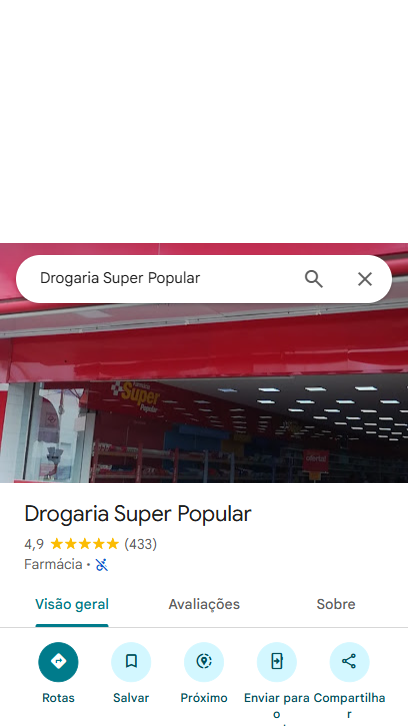 Drogaria Super Popular
Super
Popular
Drogaria Super Popular
4,9 (433)
Farmácia ·
Visão geral Avaliações Sobre
Rotas Salvar Próximo Enviar para o Compartilhar